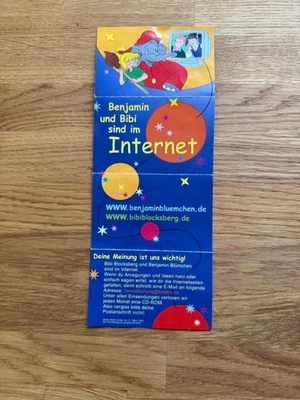 Benjamin
und Bibi
sind im
Internet
www.benjaminbluemchen.de
www.bibiblocksberg.de
Deine Meinung ist uns wichtig!
Bibi Blocksberg und Benjamin Blümchen
sind im Internet.
Wenn du Anregungen und Ideen hast oder
einfach sagen willst, wie dir die Internetseiten
gefallen, dann schreib eine E-Mail an folgende
Adresse:
Unter allen Einsendungen verlosen wir
jeden Monat eine CD-ROM.
Also vergiss bitte deine
Postanschrift nicht!